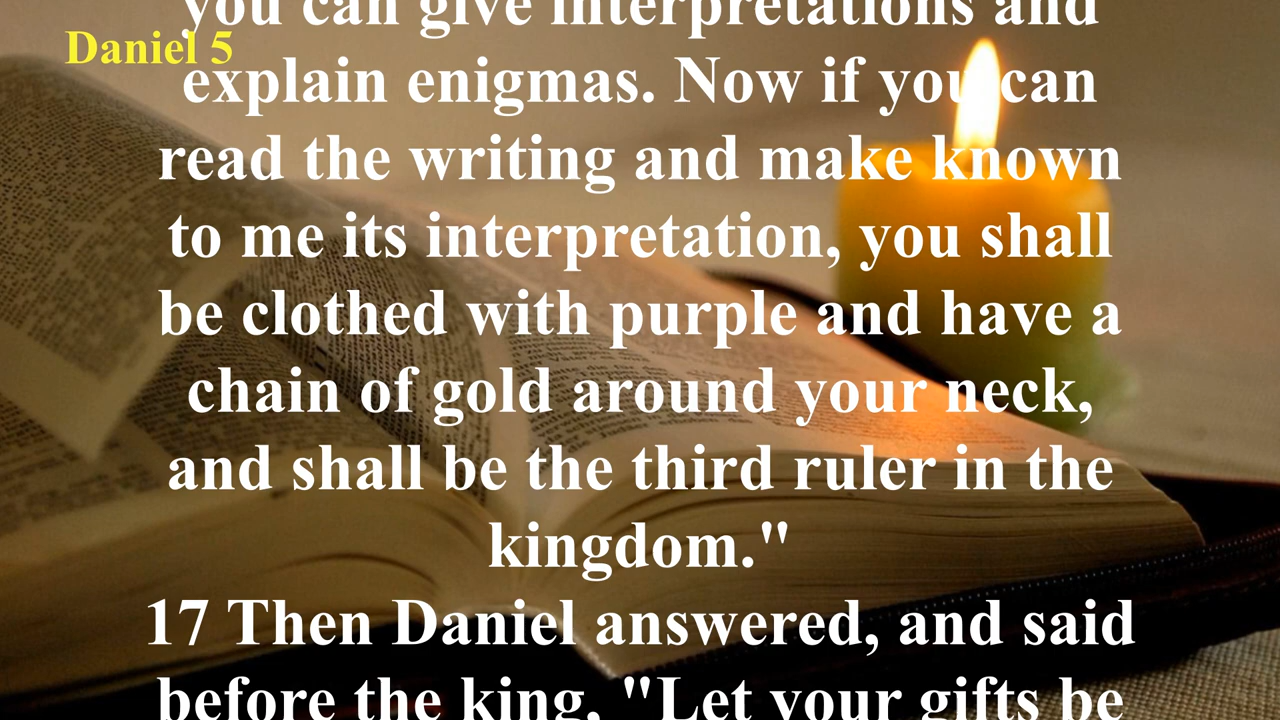 you can give interpretations and
Daniel 5
explain enigmas. Now if you can
read the writing and make known
to me its interpretation, you shall
be clothed with purple and have a
chain of gold around your neck,
and shall be the third ruler in the
kingdom."
17 Then Daniel answered, and said
before the king, "Let your gifts be